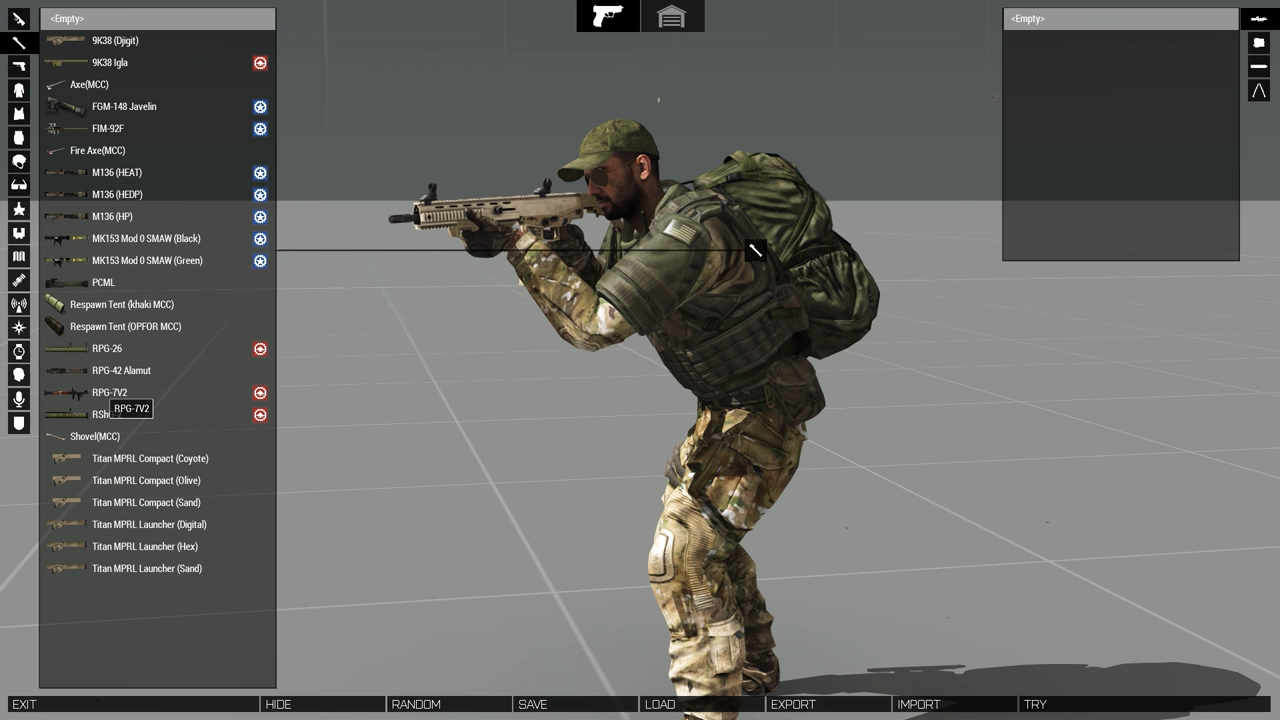 <Empty>
9K38 (Djigit)
9K38 Igla
Axe(MCC)
FGM-148 Javelin
FIM-92F
Fire Axe(MCC)
M136 (HEAT)
M136 (HEDP)
M136 (HP)
MK153 Mod 0 SMAW (Black)
MK153 Mod 0 SMAW (Green)
PCML
Respawn Tent (khaki MCC)
Respawn Tent (OPFOR MCC)
RPG-26
RPG-42 Alamut
RPG-7V2
RPG-7V2
RSh
Shovel(MCC)
Titan MPRL Compact (Coyote)
Titan MPRL Compact (Olive)
Titan MPRL Compact (Sand)
Titan MPRL Launcher (Digital)
Titan MPRL Launcher (Hex)
Titan MPRL Launcher (Sand)
<Empty>
EXIT
HIDE
RANDOM
SAVE
LOAD
EXPORT
IMPORT
TRY